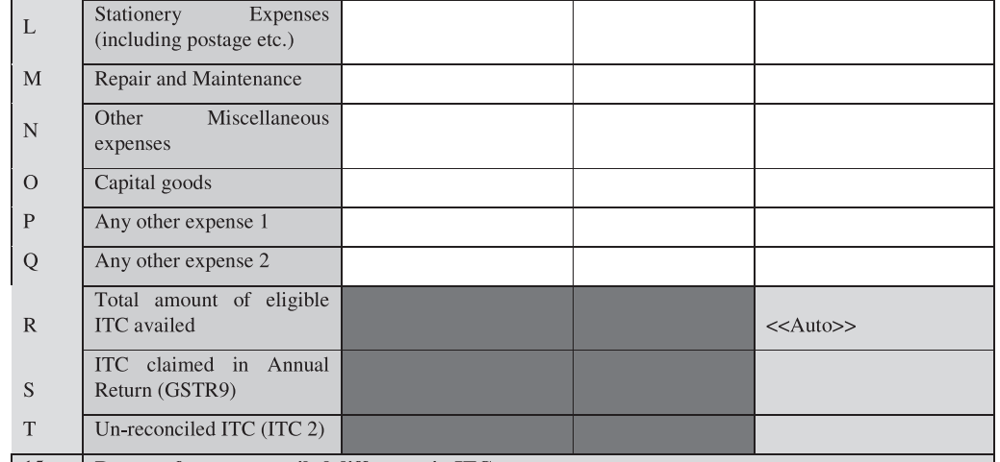 L
Stationery Expenses
(including postage etc.)
M
Repair and Maintenance
N
Other Miscellaneous
expenses
O
Capital goods
P
Any other expense 1
Q
Any other expense 2
R
Total amount of eligible
ITC availed
<<Auto>>
S
ITC claimed in Annual
Return (GSTR9)
T
Un-reconciled ITC (ITC 2)